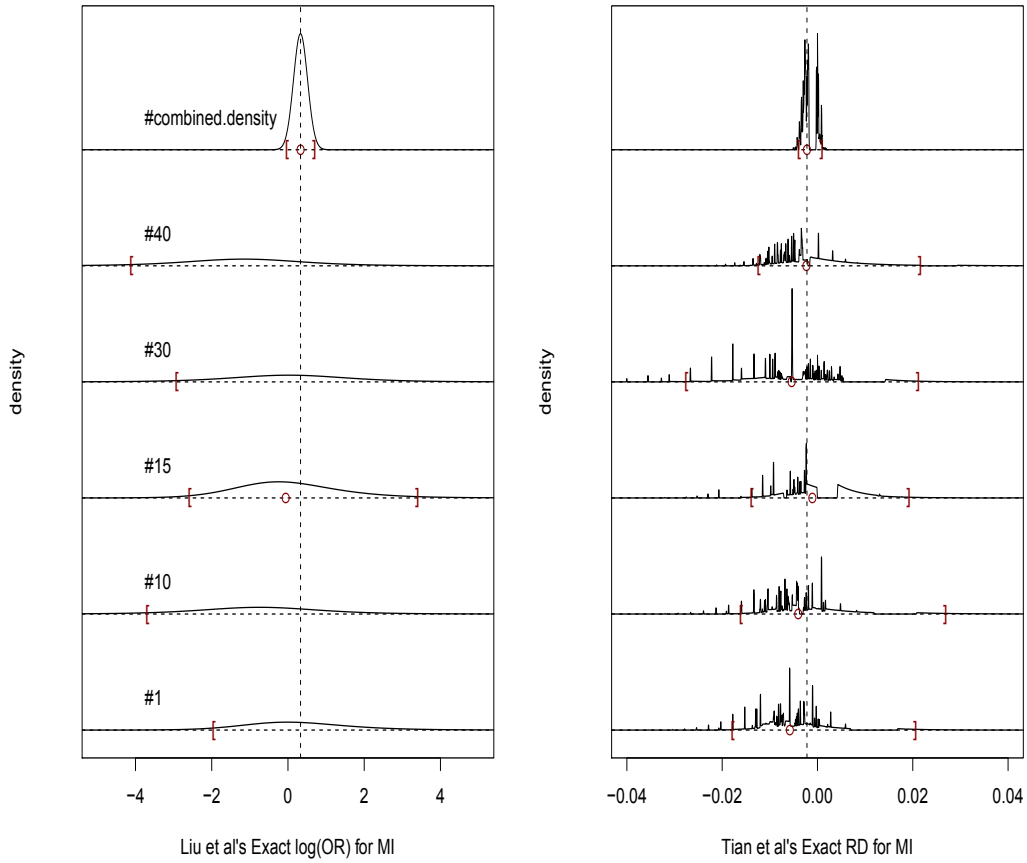 #combined.density
#40
#30
#15
#10
#1
density
−4 −2 0 2 4
Liu et al's Exact log(OR) for MI
density
−0.04 −0.02 0.00 0.02 0.04
Tian et al's Exact RD for MI